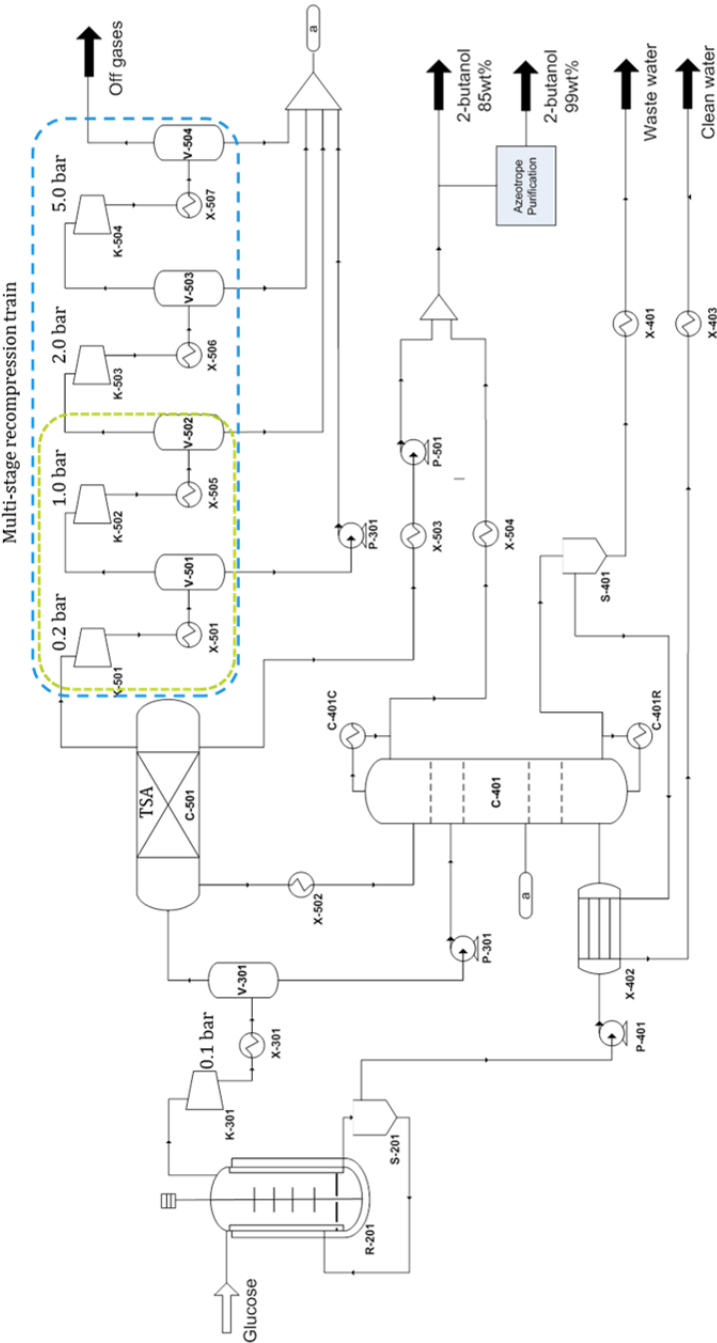 Multi-stage recompression train
Off gases
a
5.0 bar
V-504
K-504
X-507
2.0 bar
V-503
K-503
X-506
1.0 bar
V-502
K-502
X-505
0.2 bar
V-501
K-501
X-501
P-301
TSA
C-501
X-502
V-301
0.1 bar
X-301
K-301
P-301
Glucose
R-201
S-201
P-401
X-402
a
C-401
C-401C
C-401R
X-503
P-501
X-504
S-401
X-401
X-403
2-butanol
85wt%
2-butanol
99wt%
Azeotrope
Purification
Waste water
Clean water